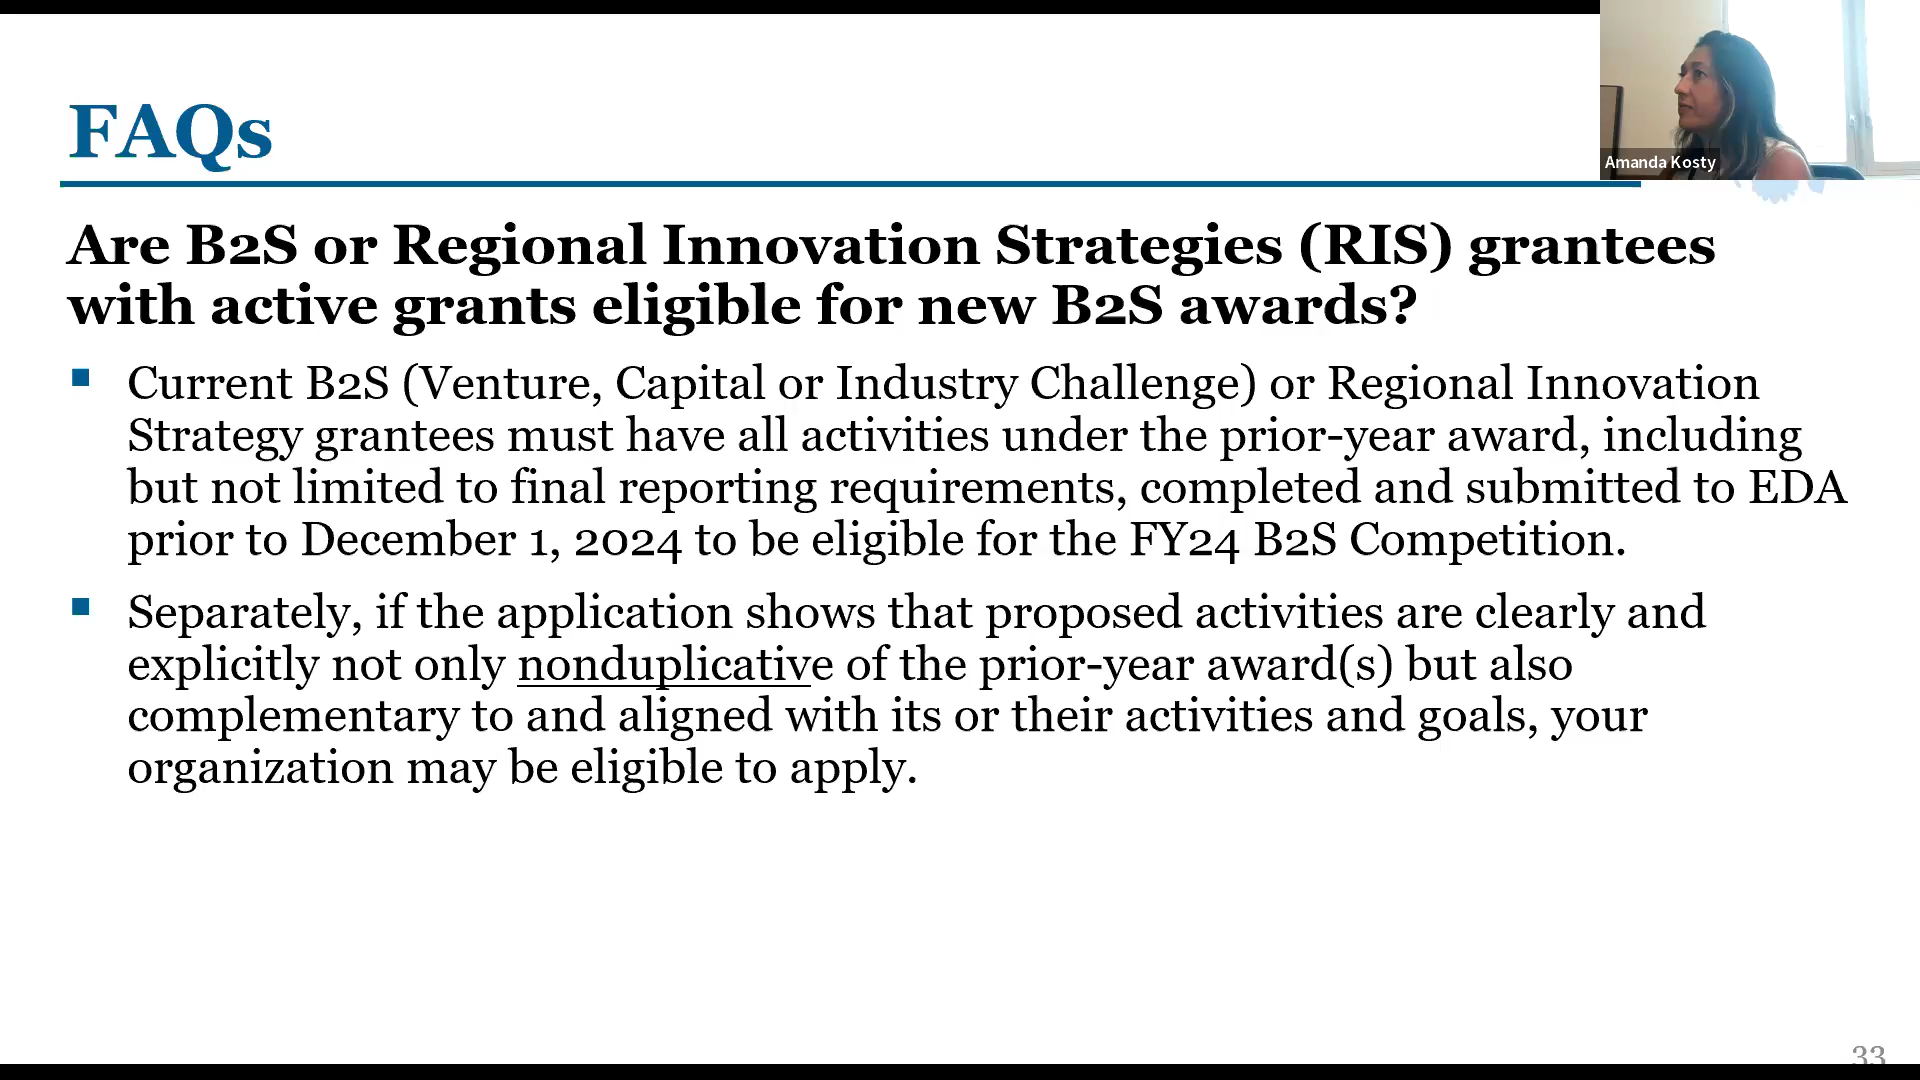 FAQs
Amanda Kosty
Are B2S or Regional Innovation Strategies (RIS) grantees
with active grants eligible for new B2S awards?
Current B2S (Venture, Capital or Industry Challenge) or Regional Innovation
Strategy grantees must have all activities under the prior-year award, including
but not limited to final reporting requirements, completed and submitted to EDA
prior to December 1, 2024 to be eligible for the FY24 B2S Competition.
Separately, if the application shows that proposed activities are clearly and
explicitly not only nonduplicative of the prior-year award(s) but also
complementary to and aligned with its or their activities and goals, your
organization may be eligible to apply.
33